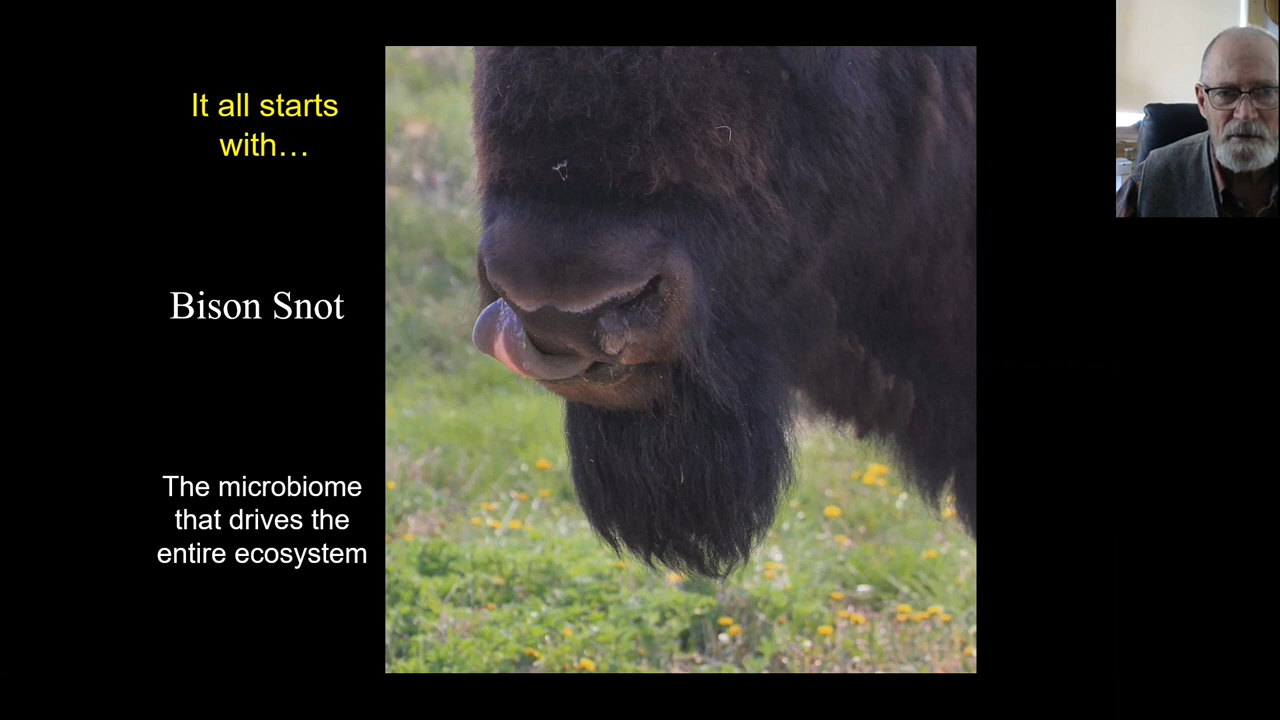 It all starts
with…
Bison Snot
The microbiome
that drives the
entire ecosystem